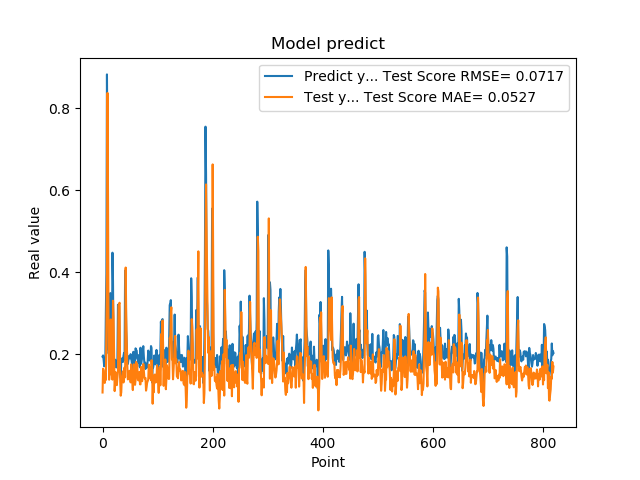 Model predict
Predict y... Test Score RMSE= 0.0717
Test y... Test Score MAE= 0.0527
Real value
0.8
0.6
0.4
0.2
0
200
400
600
800
Point